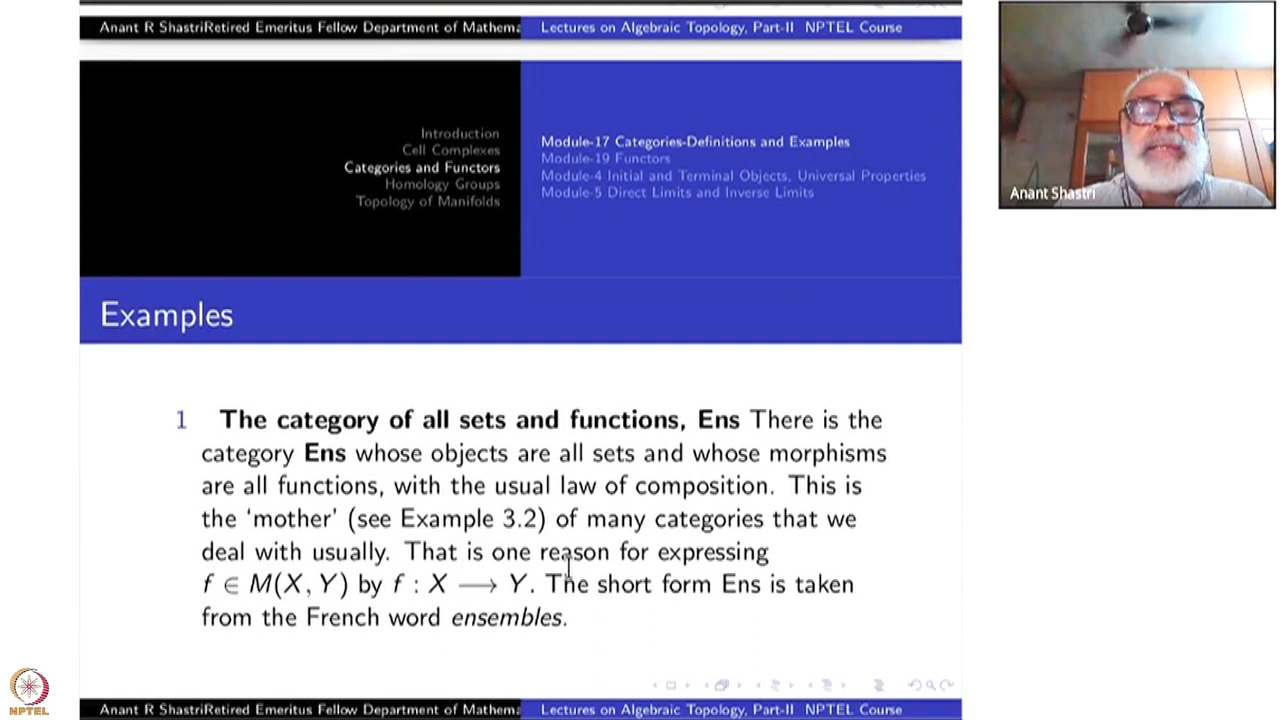 Anant R ShastriRetired Emeritus Fellow Department of Mathema
Lectures on Algebraic Topology, Part-II NPTEL Course
Introduction
Cell Complexes
Categories and Functors
Homology Groups
Topology of Manifolds
Module-17 Categories-Definitions and Examples
Module-19 Functors
Module-4 Initial and Terminal Objects, Universal Properties
Module-5 Direct Limits and Inverse Limits
Anant Shastri
Examples
1 The category of all sets and functions, Ens There is the
category Ens whose objects are all sets and whose morphisms
are all functions, with the usual law of composition. This is
the ‘mother’ (see Example 3.2) of many categories that we
deal with usually. That is one reason for expressing
f ∈ M(X, Y) by f : X ⟶ Y. The short form Ens is taken
from the French word ensembles.
NPTEL
Anant R ShastriRetired Emeritus Fellow Department of Mathema
Lectures on Algebraic Topology, Part-II NPTEL Course